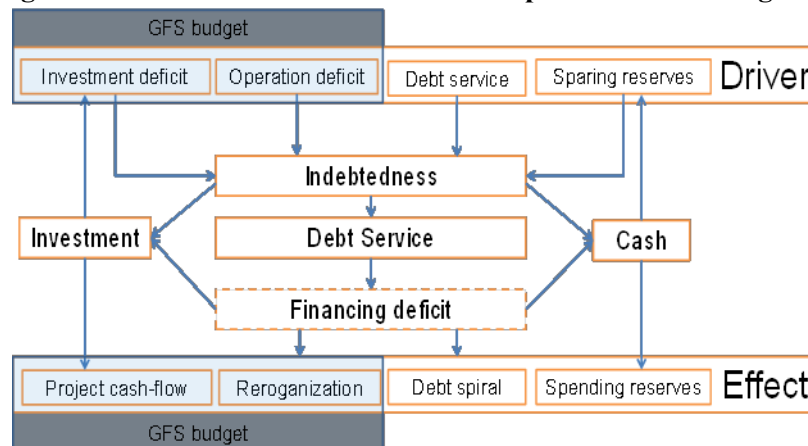 GFS budget
Investment deficit Operation deficit Debt service Sparing reserves Driver
Indebtedness
Investment Debt Service Cash
Financing deficit
Project cash-flow Reroganization Debt spiral Spending reserves Effect
GFS budget